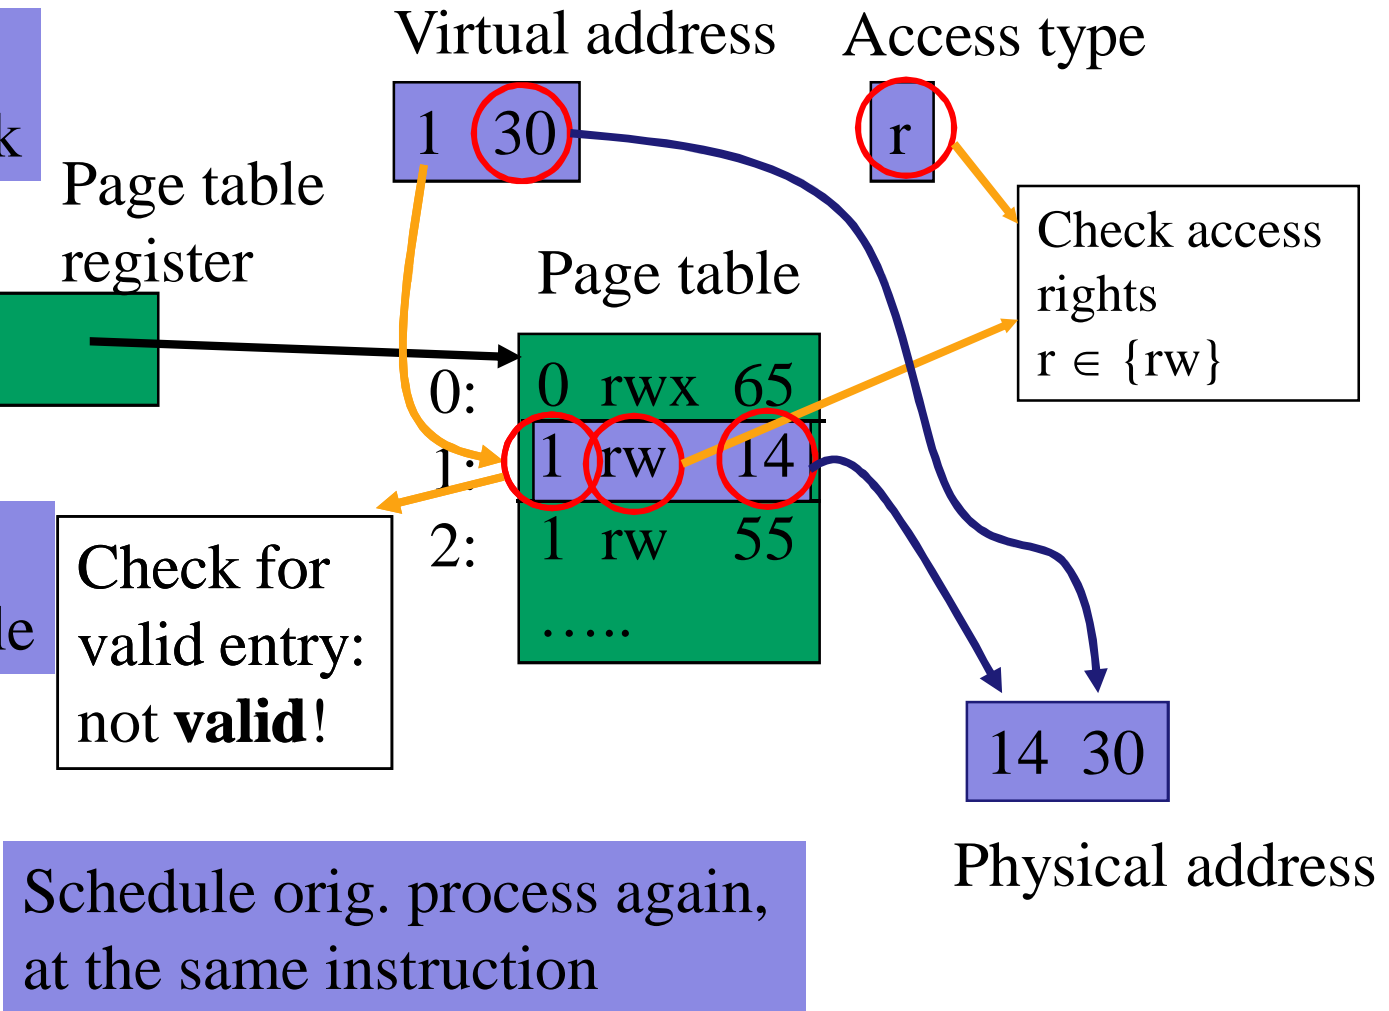 Virtual address
Access type
1 30
r
k
Page table
register
Check access
rights
r ∈ {rw}
Page table
0: 0 rwx 65
1: 1 rw 14
2: 1 rw 55
.....
Check for
valid entry:
not valid!
le
14 30
Physical address
Schedule orig. process again,
at the same instruction